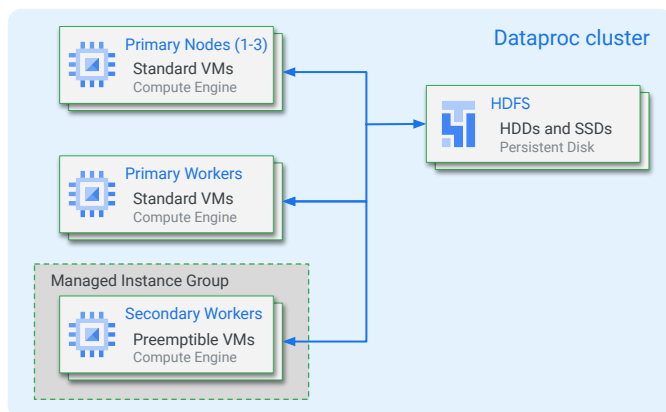 Dataproc cluster
Primary Nodes (1-3)
Standard VMs
Compute Engine
HDFS
HDDs and SSDs
Persistent Disk
Primary Workers
Standard VMs
Compute Engine
Managed Instance Group
Secondary Workers
Preemptible VMs
Compute Engine